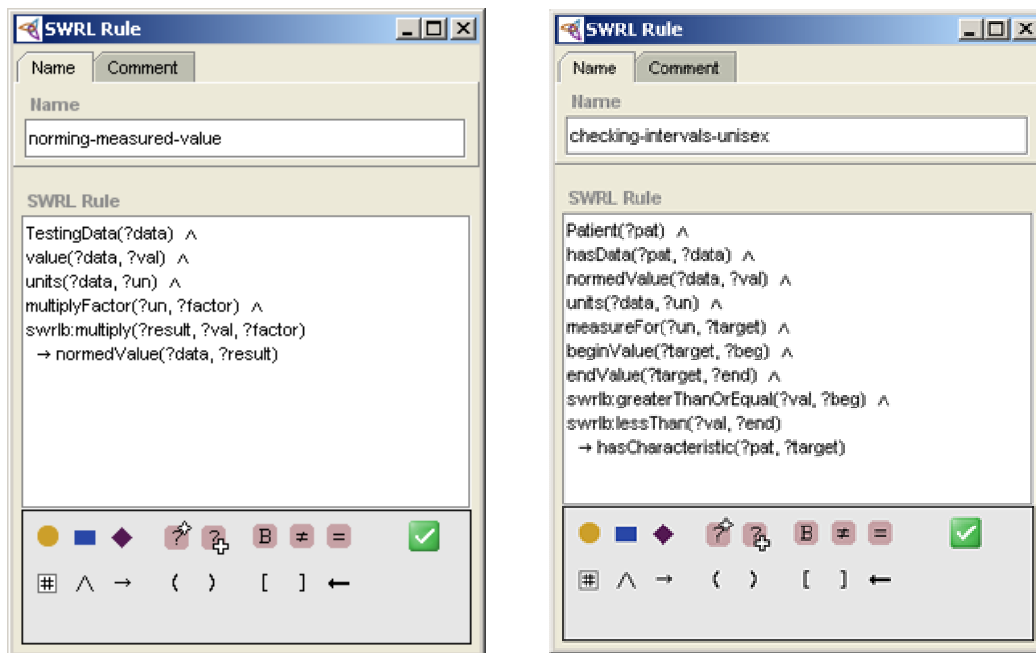 SWRL Rule
Name Comment
Name
norming-measured-value
SWRL Rule
TestingData(?data) ∧
value(?data, ?val) ∧
units(?data, ?un) ∧
multiplyFactor(?un, ?factor) ∧
swrlb:multiply(?result, ?val, ?factor)
→ normedValue(?data, ?result)
? ? B ≠ =
# ∧ → ( ) [ ] ←
SWRL Rule
Name Comment
Name
checking-intervals-unisex
SWRL Rule
Patient(?pat) ∧
hasData(?pat, ?data) ∧
normedValue(?data, ?val) ∧
units(?data, ?un) ∧
measureFor(?un, ?target) ∧
beginValue(?target, ?beg) ∧
endValue(?target, ?end) ∧
swrlb:greaterThanOrEqual(?val, ?beg) ∧
swrlb:lessThan(?val, ?end)
→ hasCharacteristic(?pat, ?target)
? ? B ≠ =
# ∧ → ( ) [ ] ←